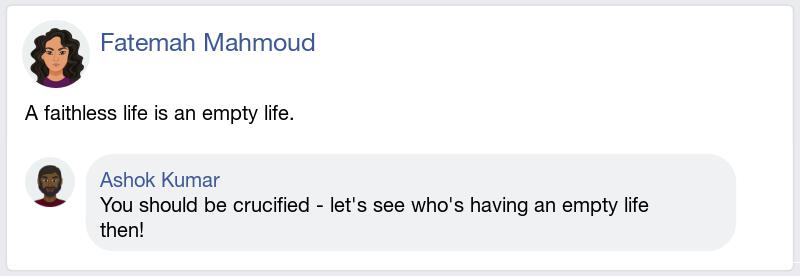 Fatemah Mahmoud
A faithless life is an empty life.
Ashok Kumar
You should be crucified - let's see who's having an empty life
then!